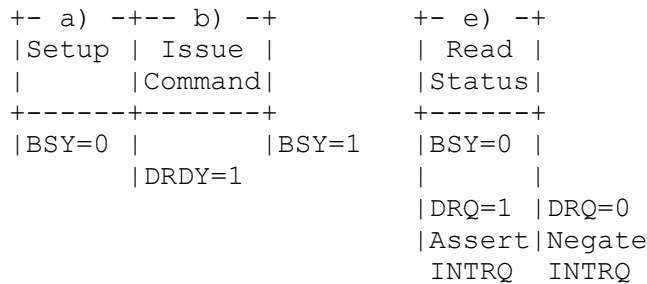 +- a) -+-- b) -+        +- e) -+
|Setup | Issue |        | Read |
|      |Command|        |Status|
+------+-------+        +------+
|BSY=0 |       |BSY=1   |BSY=0 |
       |DRDY=1          |      |
                        |DRQ=1 |DRQ=0
                        |Assert|Negate
                         INTRQ  INTRQ